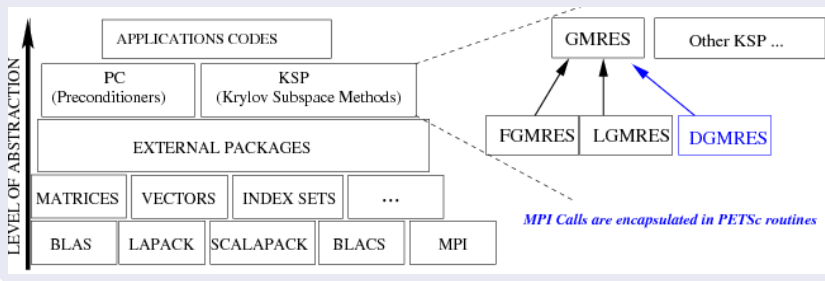 LEVEL OF ABSTRACTION
APPLICATIONS CODES
PC
(Preconditioners)
KSP
(Krylov Subspace Methods)
EXTERNAL PACKAGES
MATRICES
VECTORS
INDEX SETS
...
BLAS
LAPACK
SCALAPACK
BLACS
MPI
GMRES
Other KSP ...
FGMRES
LGMRES
DGMRES
MPI Calls are encapsulated in PETSc routines